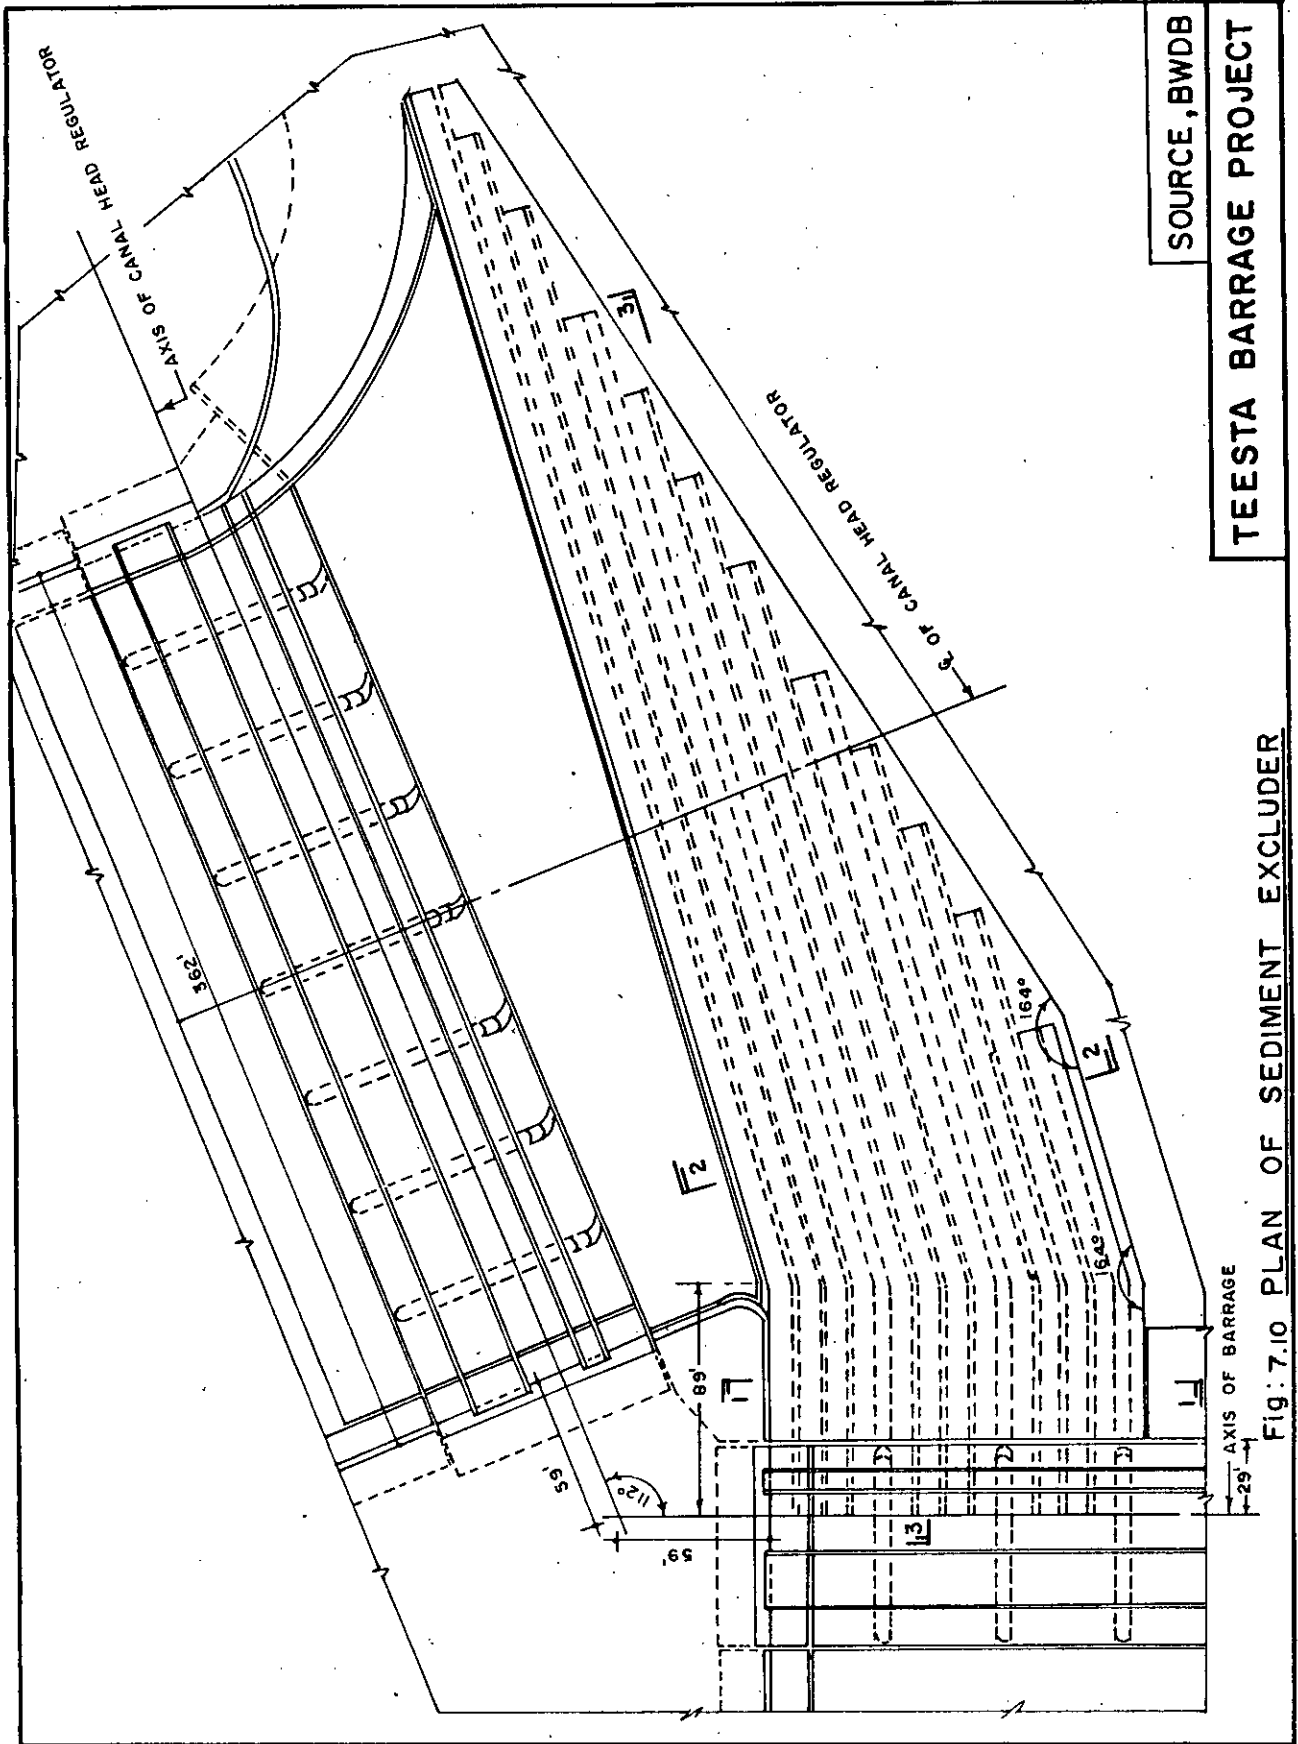 AXIS OF CANAL HEAD REGULATOR
362'
3
℄ OF CANAL HEAD REGULATOR
164°
2
2
164°
89'
1
1
59'
112°
59'
3
AXIS OF BARRAGE
29'
SOURCE, BWDB
TEESTA BARRAGE PROJECT
Fig: 7.10 PLAN OF SEDIMENT EXCLUDER